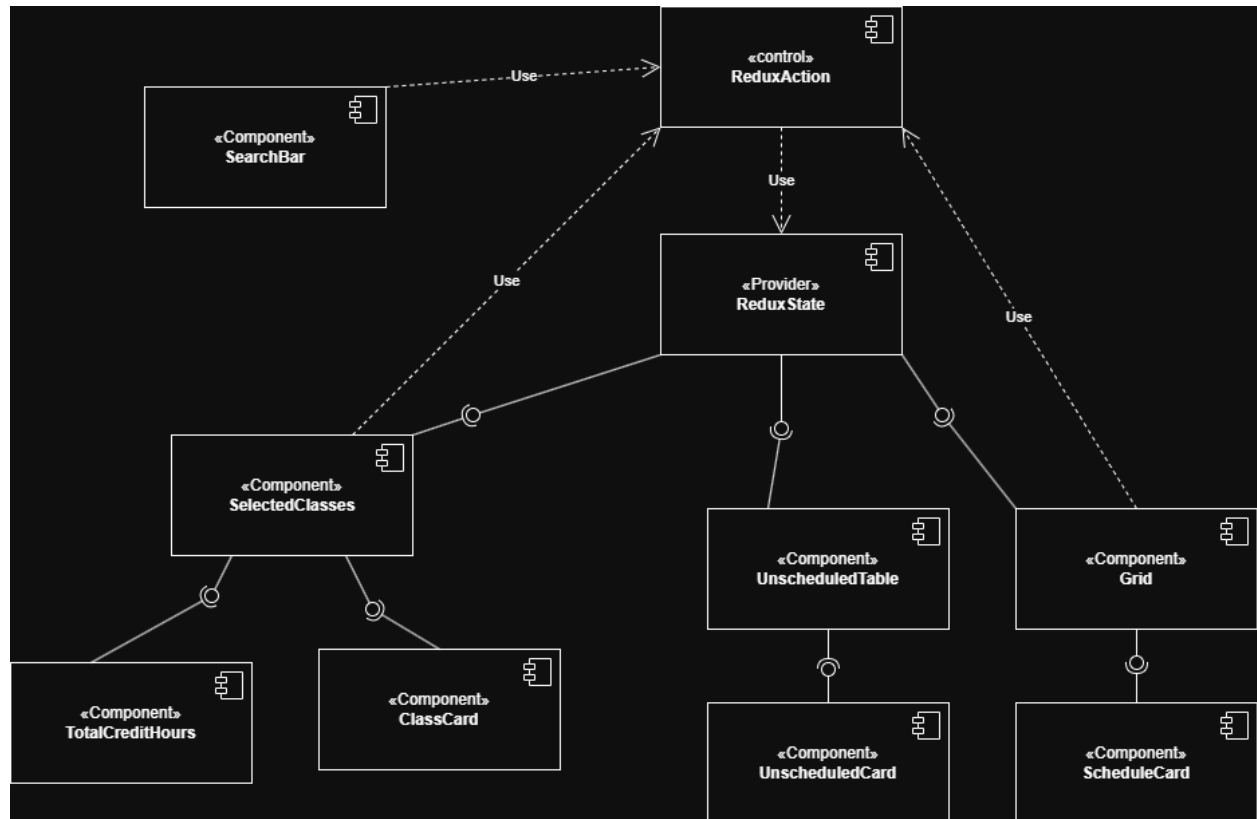 «control»
ReduxAction
Use
«Component»
SearchBar
Use
«Provider»
ReduxState
Use
Use
«Component»
SelectedClasses
«Component»
UnscheduledTable
«Component»
Grid
«Component»
TotalCreditHours
«Component»
ClassCard
«Component»
UnscheduledCard
«Component»
ScheduleCard